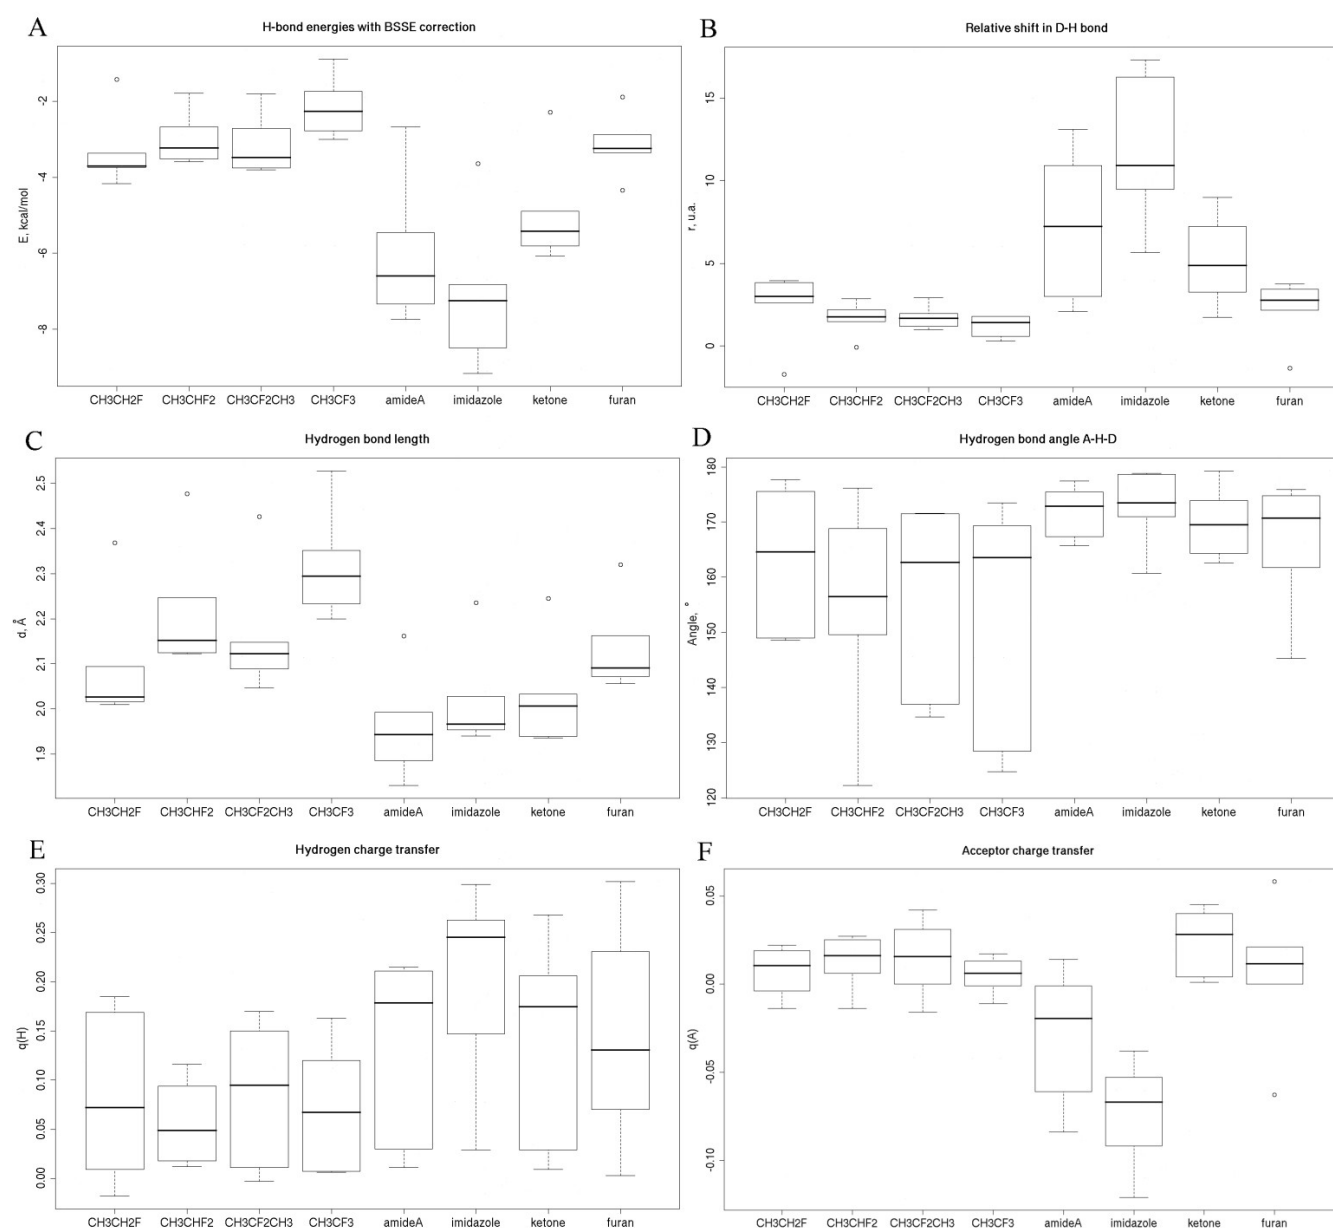 A
H-bond energies with BSSE correction
E, kcal/mol
-2
-4
-6
-8
CH3CH2F CH3CHF2 CH3CF2CH3 CH3CF3 amideA imidazole ketone furan
B
Relative shift in D-H bond
r, u.a.
15
10
5
0
CH3CH2F CH3CHF2 CH3CF2CH3 CH3CF3 amideA imidazole ketone furan
C
Hydrogen bond length
d, Å
2.5
2.4
2.3
2.2
2.1
2.0
1.9
CH3CH2F CH3CHF2 CH3CF2CH3 CH3CF3 amideA imidazole ketone furan
D
Hydrogen bond angle A-H-D
Angle, °
180
170
160
150
140
130
120
CH3CH2F CH3CHF2 CH3CF2CH3 CH3CF3 amideA imidazole ketone furan
E
Hydrogen charge transfer
q(H)
0.30
0.25
0.20
0.15
0.10
0.05
0.00
CH3CH2F CH3CHF2 CH3CF2CH3 CH3CF3 amideA imidazole ketone furan
F
Acceptor charge transfer
q(A)
0.05
0.00
-0.05
-0.10
CH3CH2F CH3CHF2 CH3CF2CH3 CH3CF3 amideA imidazole ketone furan